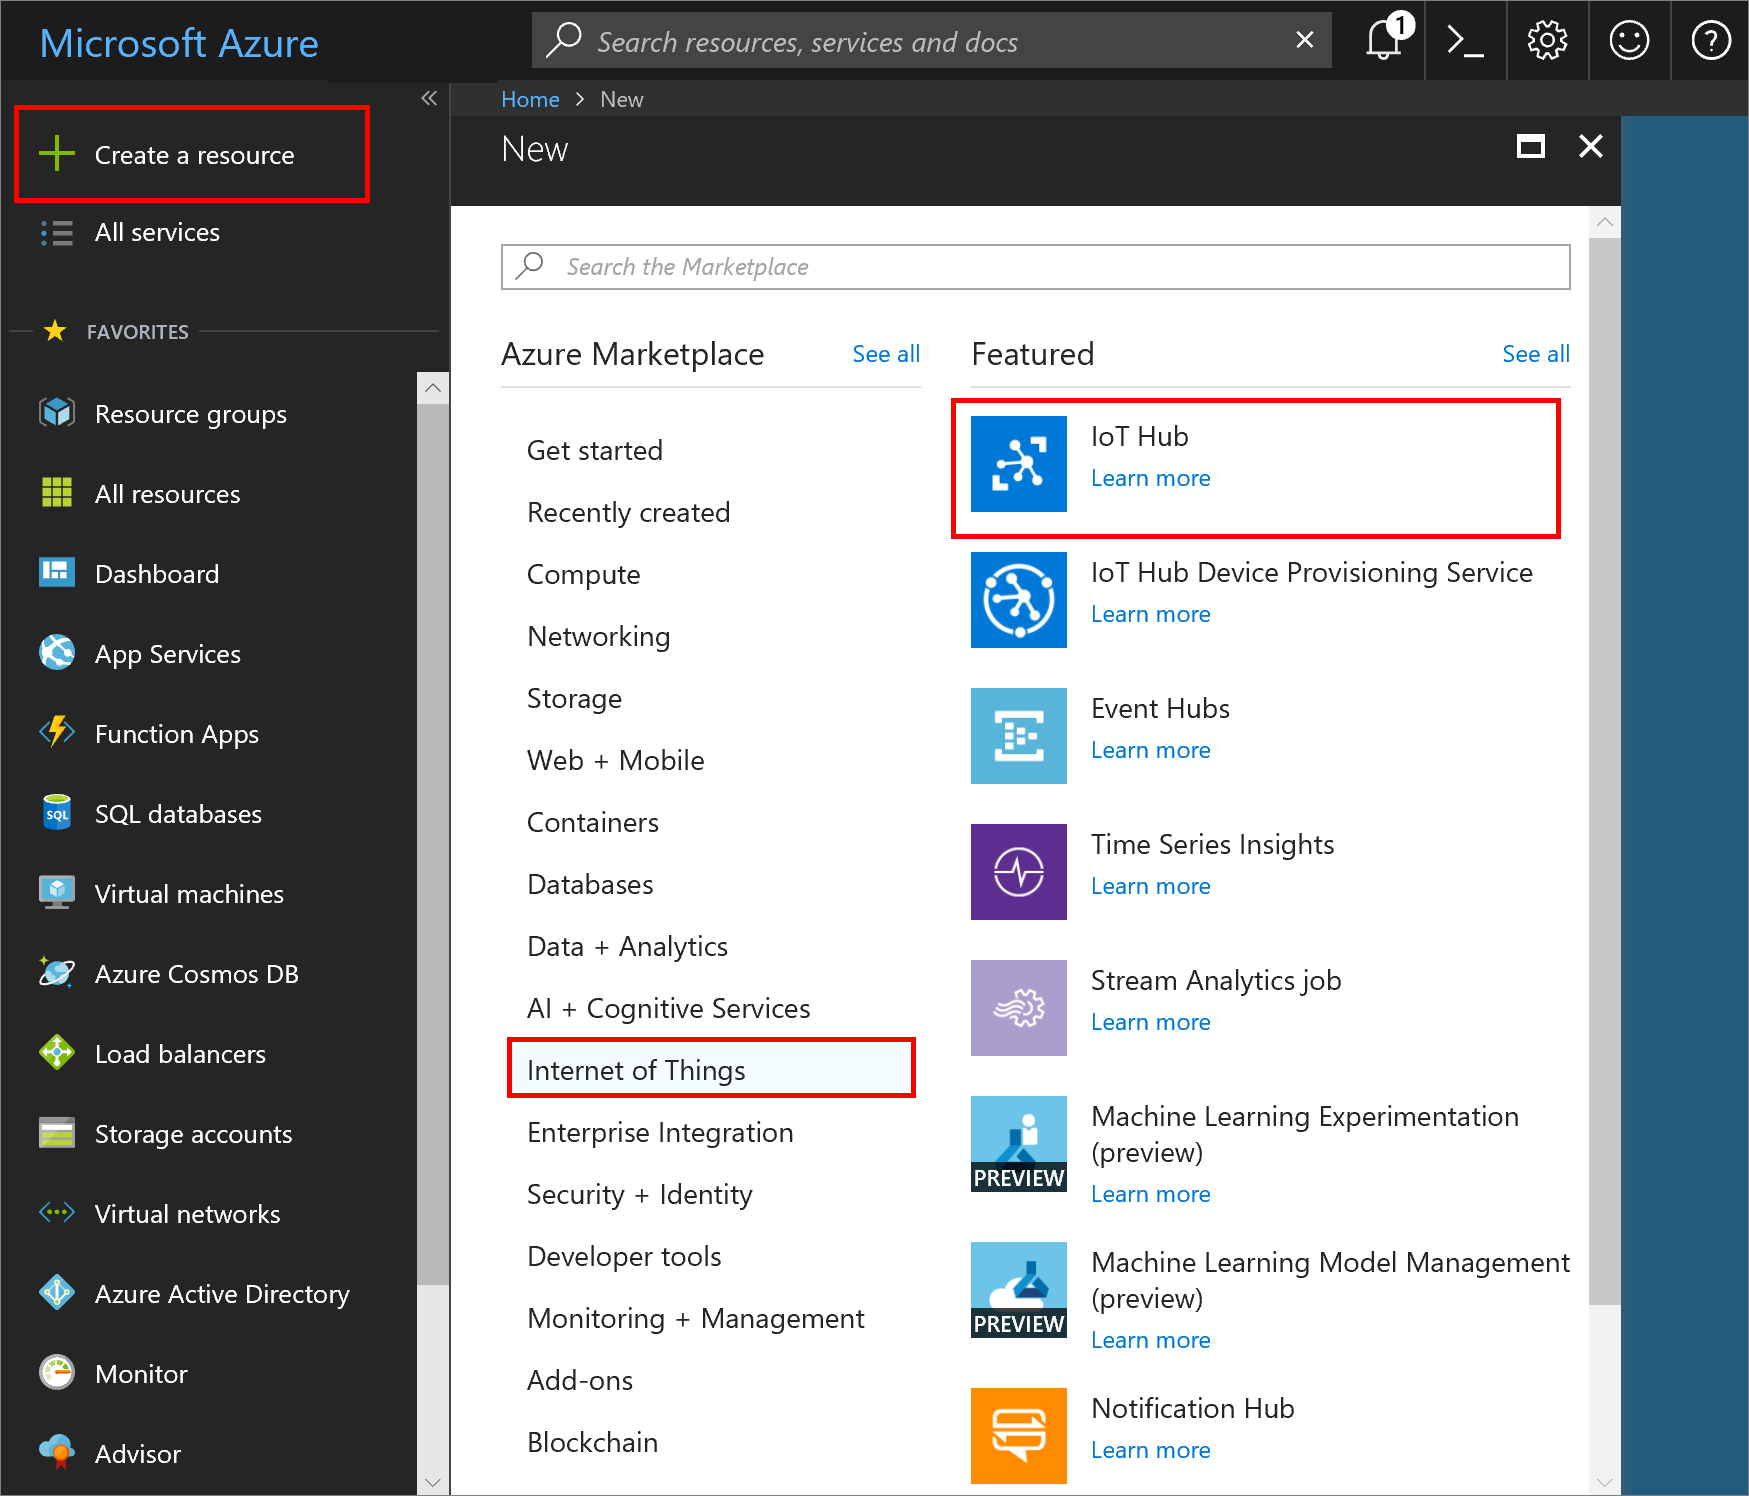 Microsoft Azure
Search resources, services and docs
1
Home > New
Create a resource
All services
FAVORITES
Resource groups
All resources
Dashboard
App Services
Function Apps
SQL databases
SQL
Virtual machines
Azure Cosmos DB
Load balancers
Storage accounts
Virtual networks
Azure Active Directory
Monitor
Advisor
New
Search the Marketplace
Azure Marketplace
See all
Get started
Recently created
Compute
Networking
Storage
Web + Mobile
Containers
Databases
Data + Analytics
AI + Cognitive Services
Internet of Things
Enterprise Integration
Security + Identity
Developer tools
Monitoring + Management
Add-ons
Blockchain
Featured
See all
IoT Hub
Learn more
IoT Hub Device Provisioning Service
Learn more
Event Hubs
Learn more
Time Series Insights
Learn more
Stream Analytics job
Learn more
PREVIEW
Machine Learning Experimentation
(preview)
Learn more
PREVIEW
Machine Learning Model Management
(preview)
Learn more
Notification Hub
Learn more